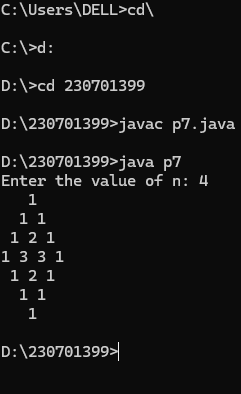 C:\Users\DELL>cd\
C:\>d:
D:\>cd 230701399
D:\230701399>javac p7.java
D:\230701399>java p7
Enter the value of n: 4
   1
  1 1
 1 2 1
1 3 3 1
 1 2 1
  1 1
   1
D:\230701399>